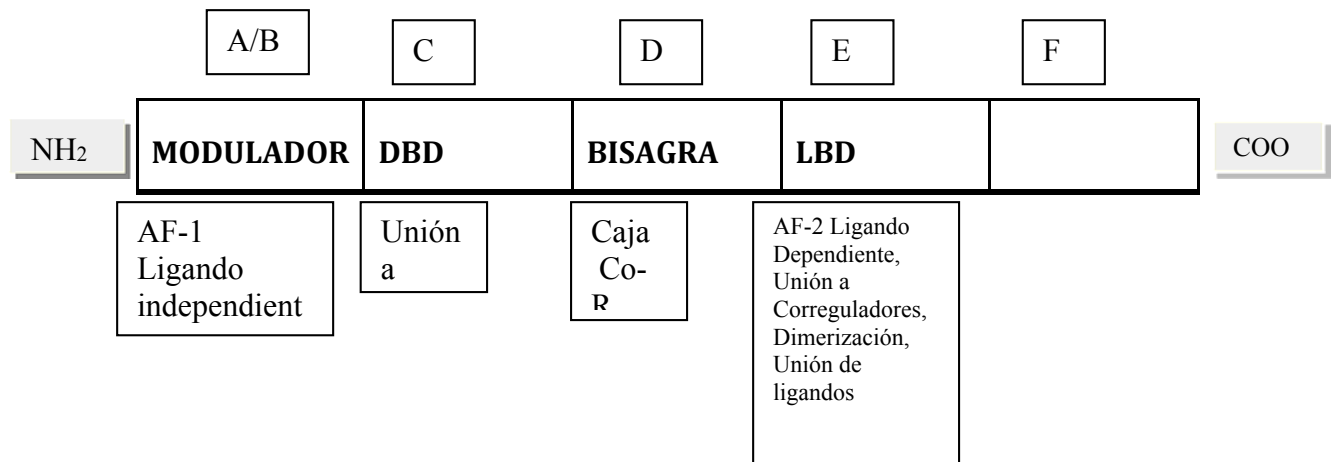 A/B
C
D
E
F
NH₂
MODULADOR
DBD
BISAGRA
LBD
COO
AF-1
Ligando
independient
Unión
a
Caja
Co-
R
AF-2 Ligando
Dependiente,
Unión a
Correguladores,
Dimerización,
Unión de
ligandos